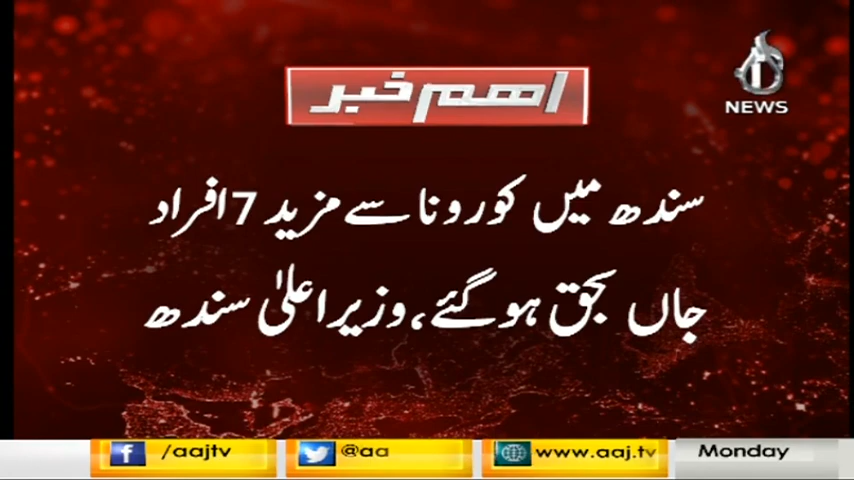 اہم خبر
NEWS
سندھ میں کورونا سے مزید 7 افراد
جاں بحق ہوگئے، وزیراعلیٰ سندھ
/aajtv
@aa
www.aaj.tv
Monday